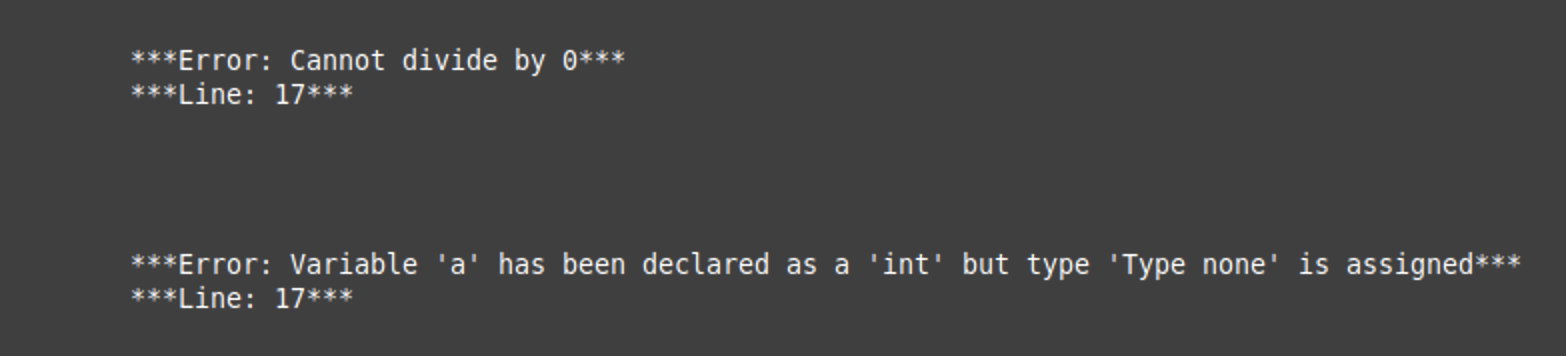 ***Error: Cannot divide by 0***
***Line: 17***
***Error: Variable 'a' has been declared as a 'int' but type 'Type none' is assigned***
***Line: 17***